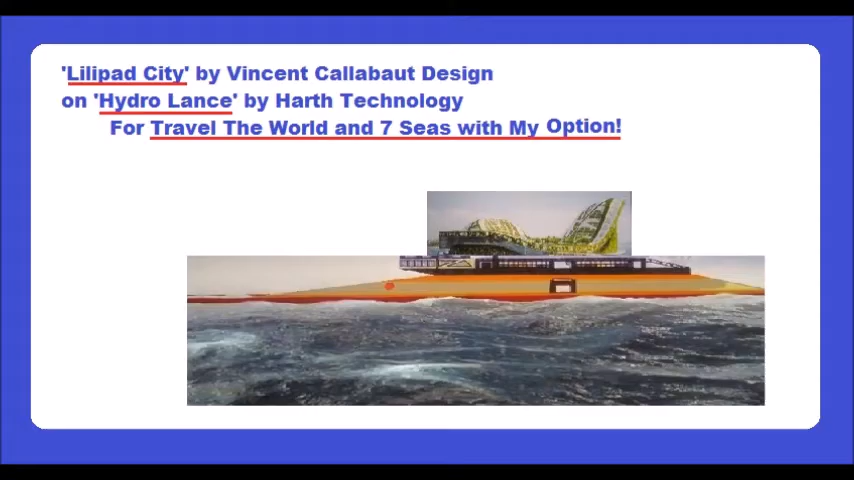 'Lilipad City' by Vincent Callabaut Design
on 'Hydro Lance' by Harth Technology
For Travel The World and 7 Seas with My Option!